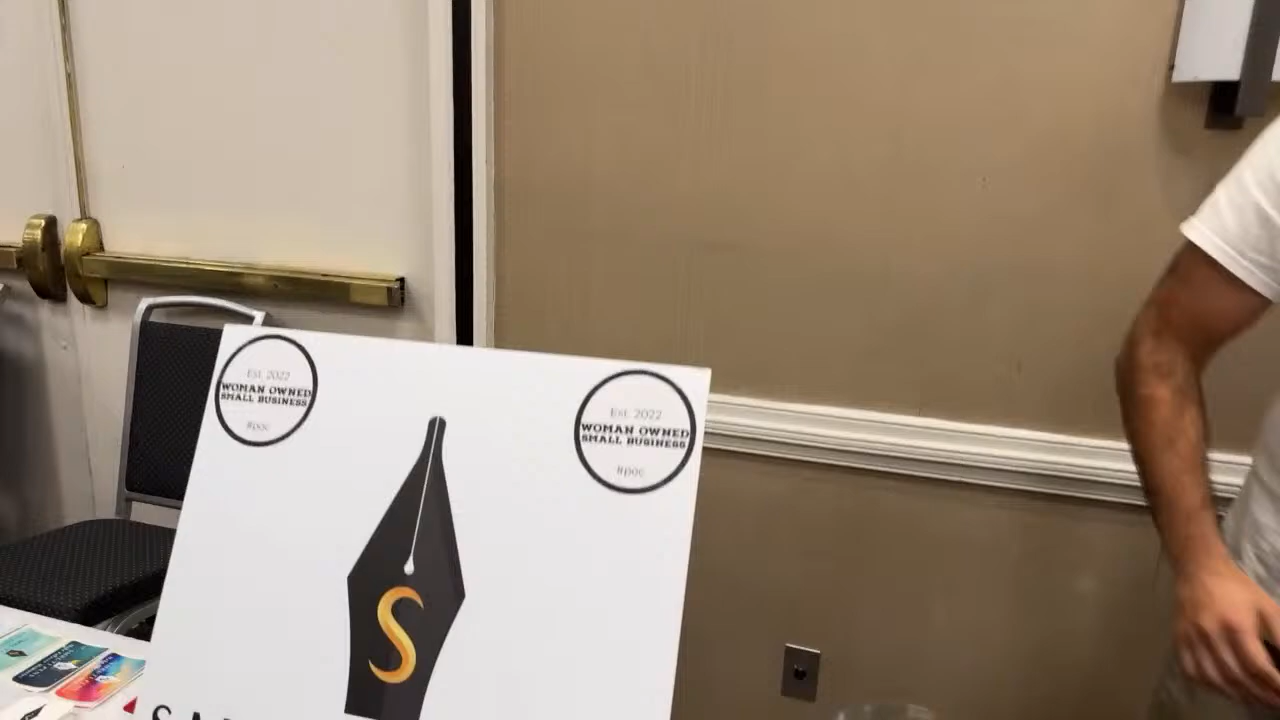 Est. 2022
WOMAN OWNED
SMALL BUSINESS
#poc
Est. 2022
WOMAN OWNED
SMALL BUSINESS
#poc
S